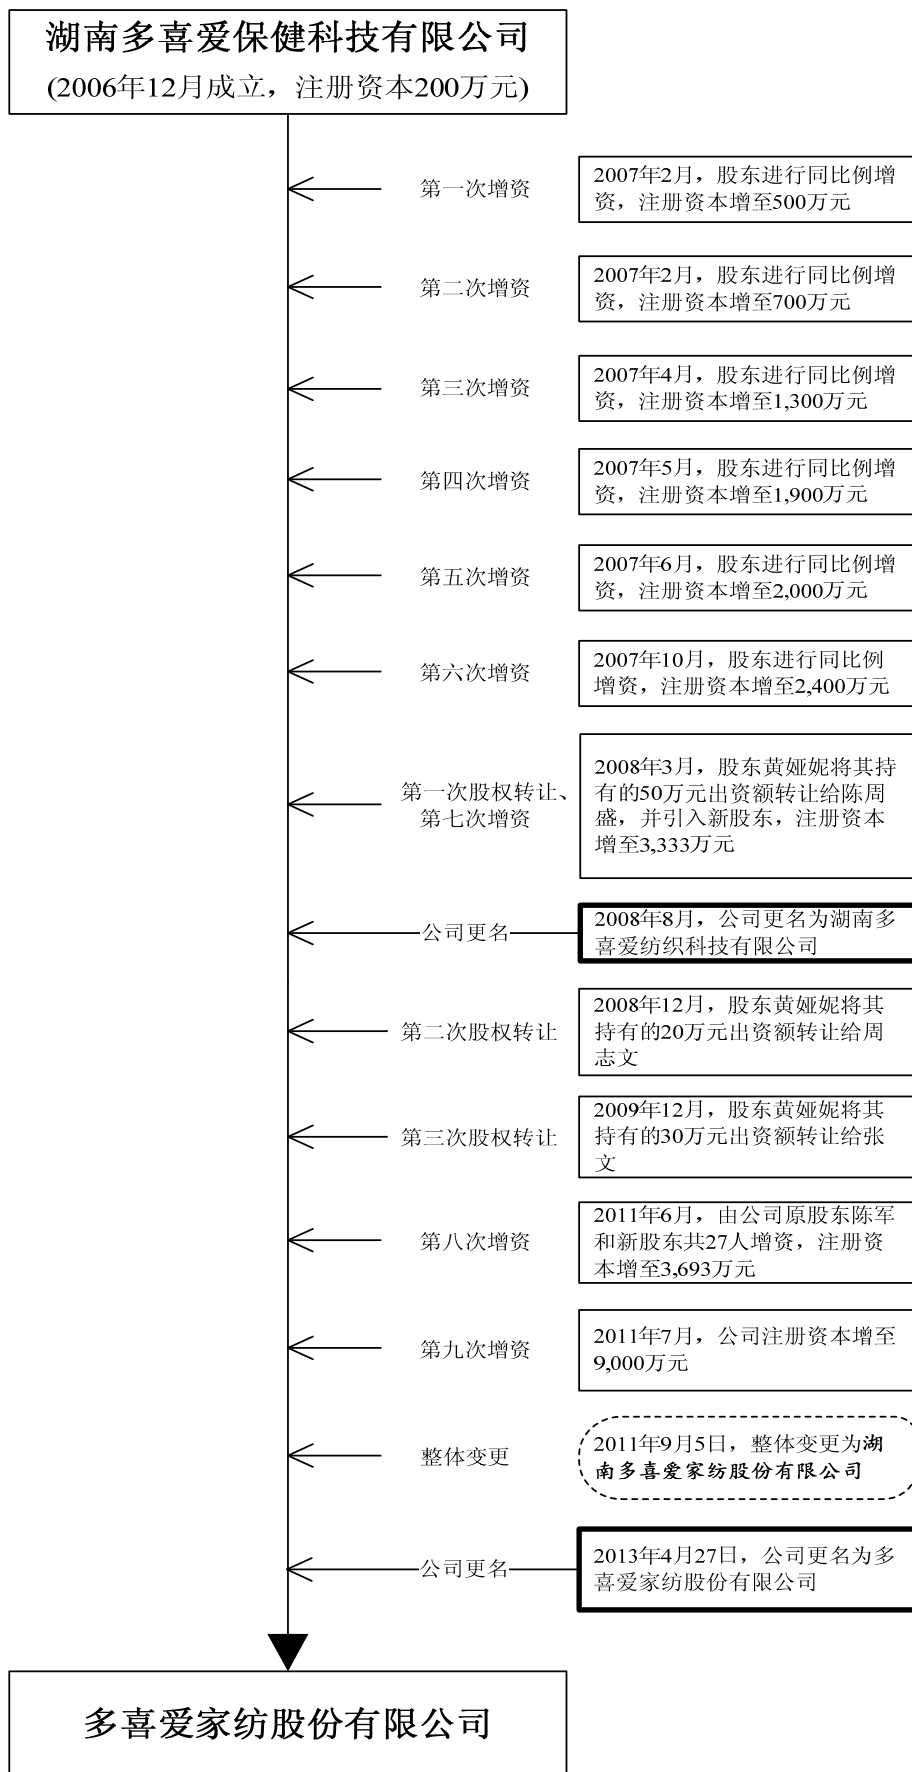 湖南多喜爱保健科技有限公司
(2006年12月成立，注册资本200万元)
第一次增资
2007年2月，股东进行同比例增
资，注册资本增至500万元
第二次增资
2007年2月，股东进行同比例增
资，注册资本增至700万元
第三次增资
2007年4月，股东进行同比例增
资，注册资本增至1,300万元
第四次增资
2007年5月，股东进行同比例增
资，注册资本增至1,900万元
第五次增资
2007年6月，股东进行同比例增
资，注册资本增至2,000万元
第六次增资
2007年10月，股东进行同比例
增资，注册资本增至2,400万元
第一次股权转让、
第七次增资
2008年3月，股东黄娅妮将其持
有的50万元出资额转让给陈周
盛，并引入新股东，注册资本
增至3,333万元
公司更名
2008年8月，公司更名为湖南多
喜爱纺织科技有限公司
第二次股权转让
2008年12月，股东黄娅妮将其
持有的20万元出资额转让给周
志文
第三次股权转让
2009年12月，股东黄娅妮将其
持有的30万元出资额转让给张
文
第八次增资
2011年6月，由公司原股东陈军
和新股东共27人增资，注册资
本增至3,693万元
第九次增资
2011年7月，公司注册资本增至
9,000万元
整体变更
2011年9月5日，整体变更为湖
南多喜爱家纺股份有限公司
公司更名
2013年4月27日，公司更名为多
喜爱家纺股份有限公司
多喜爱家纺股份有限公司